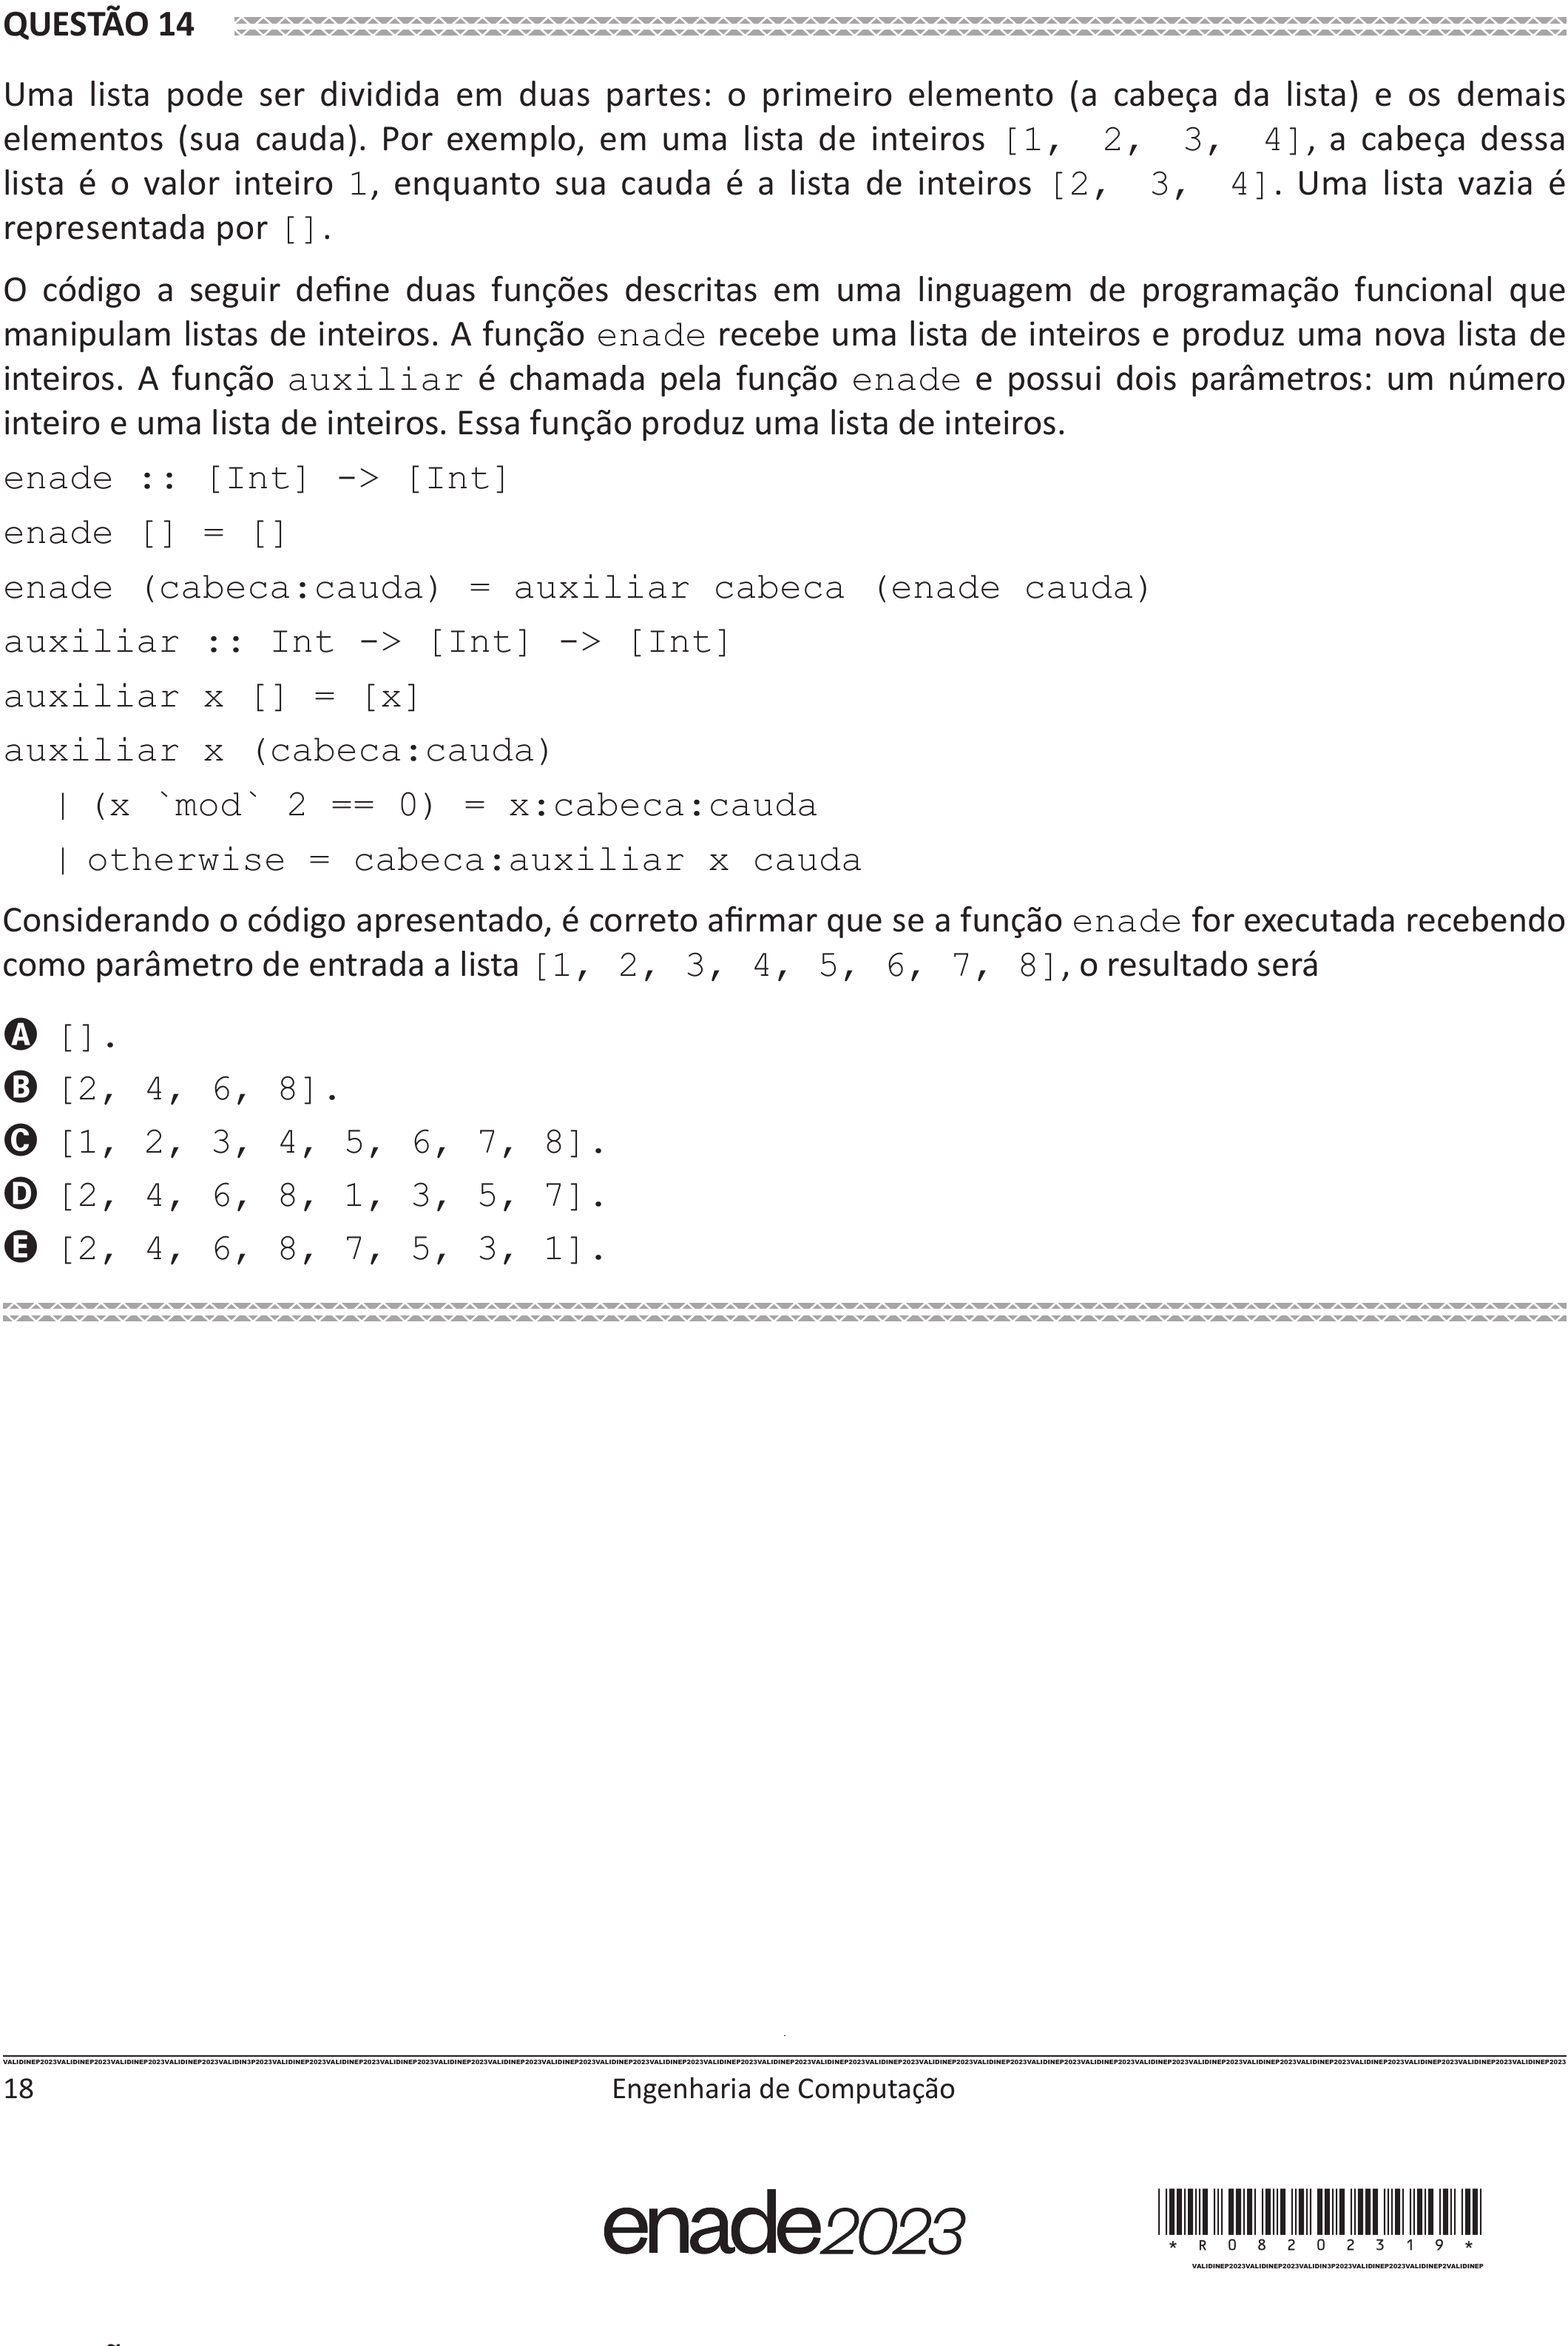 QUESTÃO 14
Uma lista pode ser dividida em duas partes: o primeiro elemento (a cabeça da lista) e os demais
elementos (sua cauda). Por exemplo, em uma lista de inteiros [1, 2, 3, 4], a cabeça dessa
lista é o valor inteiro 1, enquanto sua cauda é a lista de inteiros [2, 3, 4]. Uma lista vazia é
representada por [].
O código a seguir define duas funções descritas em uma linguagem de programação funcional que
manipulam listas de inteiros. A função enade recebe uma lista de inteiros e produz uma nova lista de
inteiros. A função auxiliar é chamada pela função enade e possui dois parâmetros: um número
inteiro e uma lista de inteiros. Essa função produz uma lista de inteiros.
enade :: [Int] -> [Int]
enade [] = []
enade (cabeca:cauda) = auxiliar cabeca (enade cauda)
auxiliar :: Int -> [Int] -> [Int]
auxiliar x [] = [x]
auxiliar x (cabeca:cauda)
| (x `mod` 2 == 0) = x:cabeca:cauda
| otherwise = cabeca:auxiliar x cauda
Considerando o código apresentado, é correto afirmar que se a função enade for executada recebendo
como parâmetro de entrada a lista [1, 2, 3, 4, 5, 6, 7, 8], o resultado será
A [].
B [2, 4, 6, 8].
C [1, 2, 3, 4, 5, 6, 7, 8].
D [2, 4, 6, 8, 1, 3, 5, 7].
E [2, 4, 6, 8, 7, 5, 3, 1].
18
Engenharia de Computação
enade2023
* R 0 8 2 0 2 3 1 9 *
VALIDINEP2023VALIDINEP2023VALIDIN3P2023VALIDINEP2023VALIDINEP2VALIDINEP